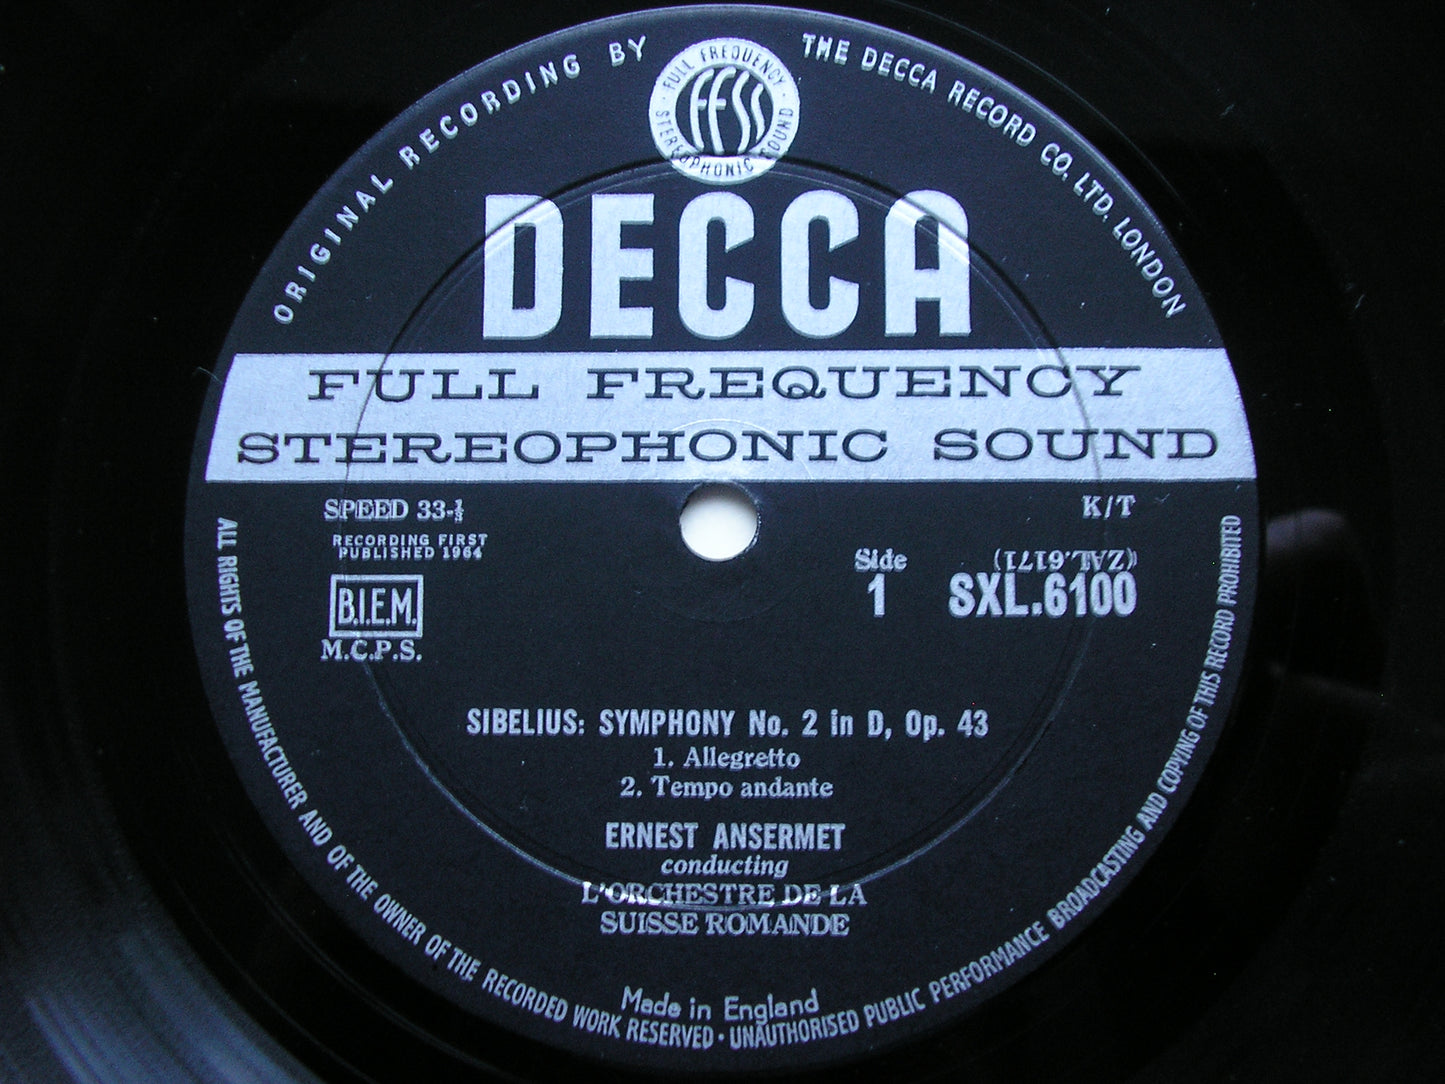 ORIGINAL RECORDING BY
THE DECCA RECORD CO. LTD. LONDON
FULL FREQUENCY
FFSS
STEREOPHONIC SOUND
DECCA
FULL FREQUENCY
STEREOPHONIC SOUND
SPEED 33-⅓
K/T
RECORDING FIRST
PUBLISHED 1964
Side
(ZAL.6171)
1
SXL.6100
B.I.E.M.
M.C.P.S.
SIBELIUS: SYMPHONY No. 2 in D, Op. 43
1. Allegretto
2. Tempo andante
ERNEST ANSERMET
conducting
L'ORCHESTRE DE LA
SUISSE ROMANDE
Made in England
ALL RIGHTS OF THE MANUFACTURER AND OF THE OWNER OF THE RECORDED WORK RESERVED · UNAUTHORISED PUBLIC PERFORMANCE BROADCASTING AND COPYING OF THIS RECORD PROHIBITED